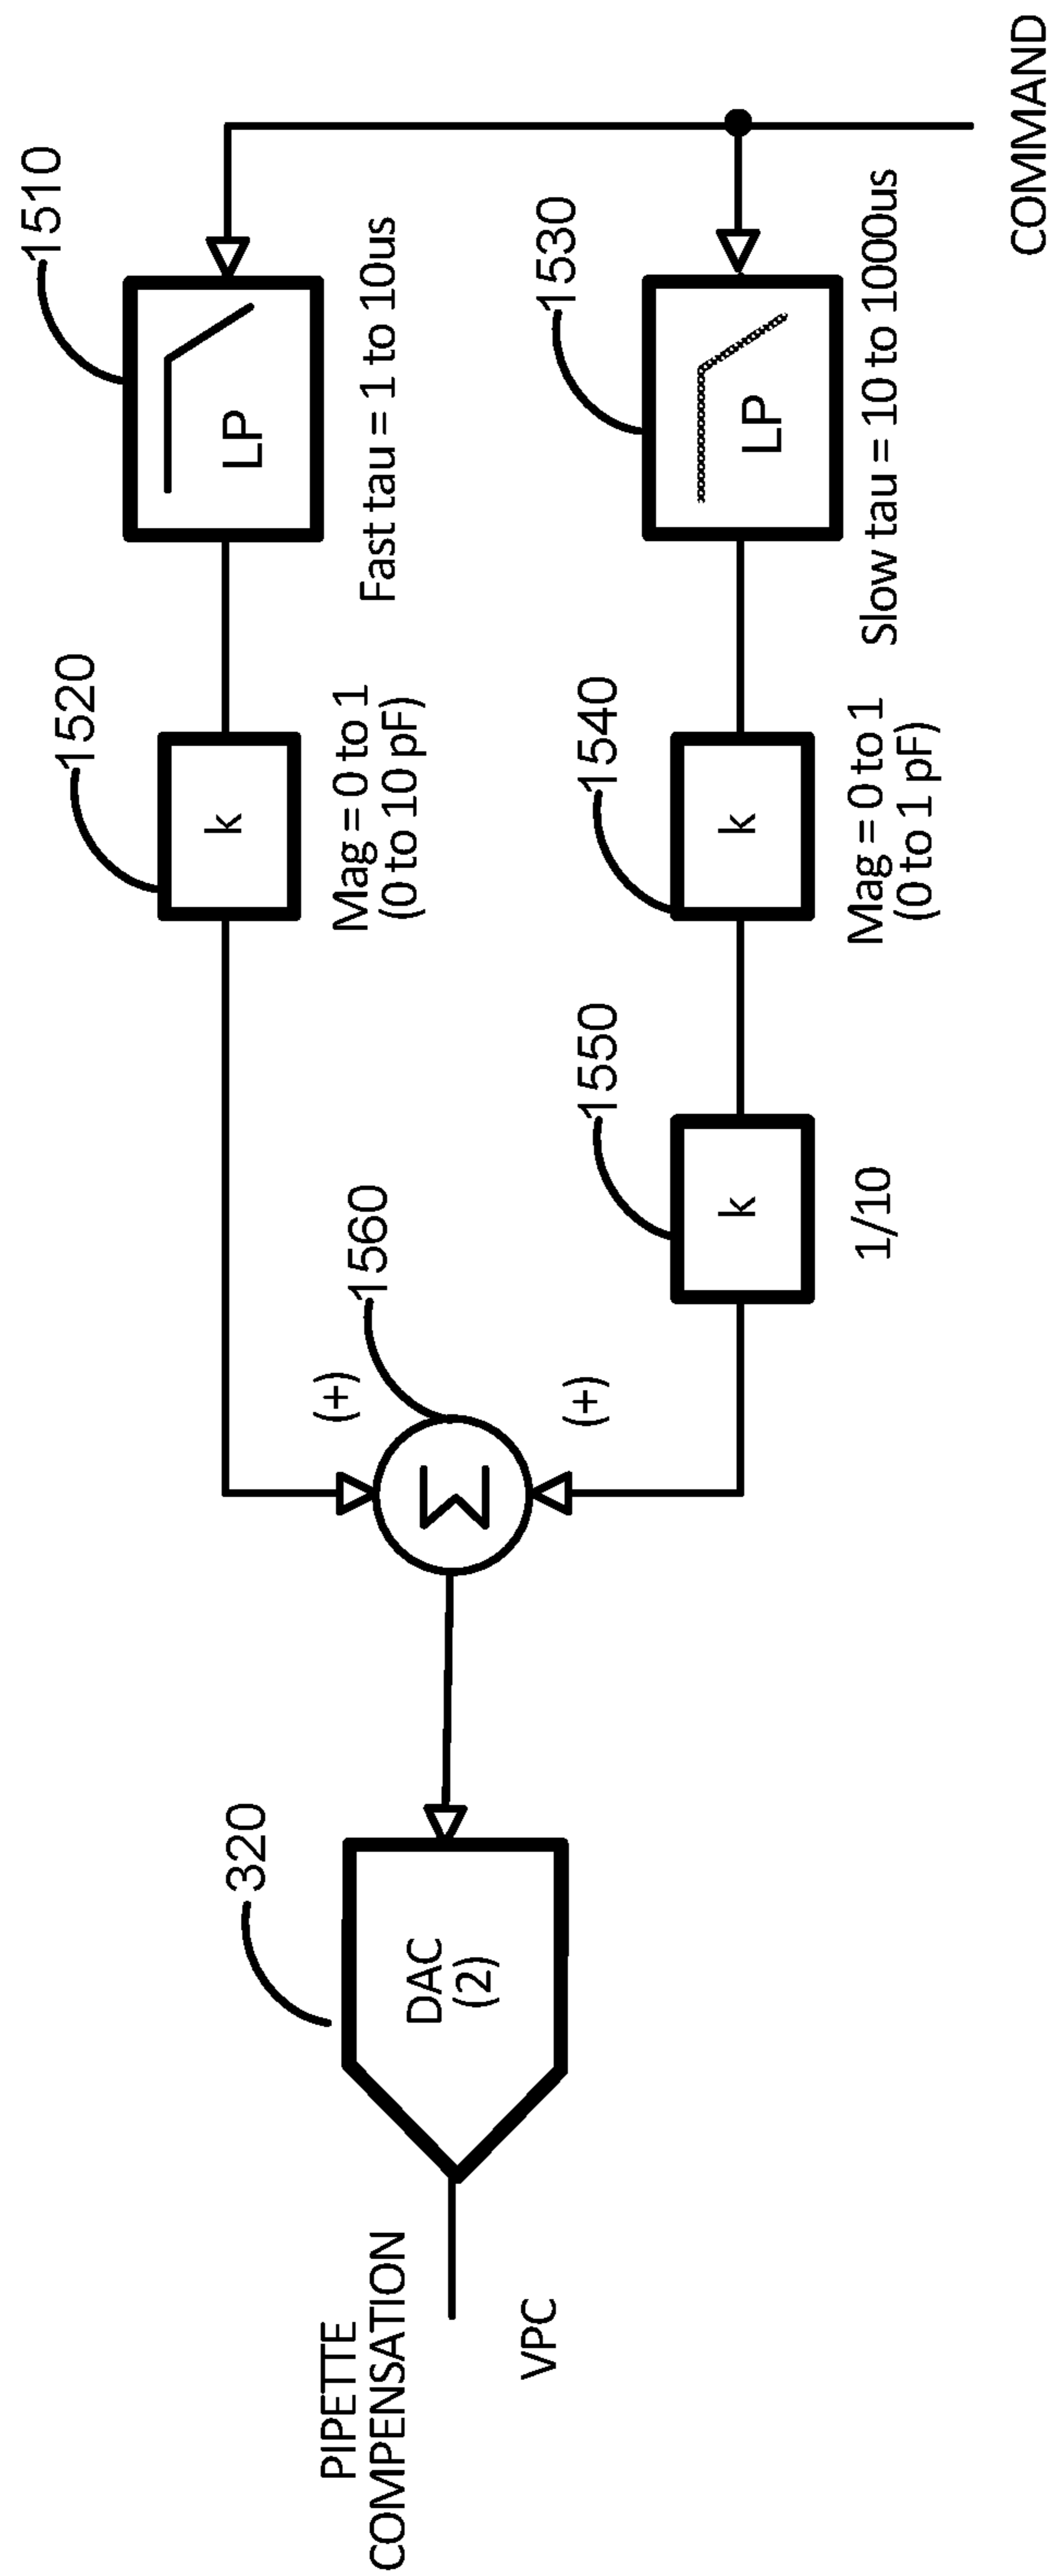 PIPETTE
COMPENSATION
VPC
320
DAC
(2)
1560
Σ
(+)
(+)
1520
k
Mag = 0 to 1
(0 to 10 pF)
1510
LP
Fast tau = 1 to 10us
1550
k
1/10
1540
k
Mag = 0 to 1
(0 to 1 pF)
1530
LP
Slow tau = 10 to 1000us
COMMAND